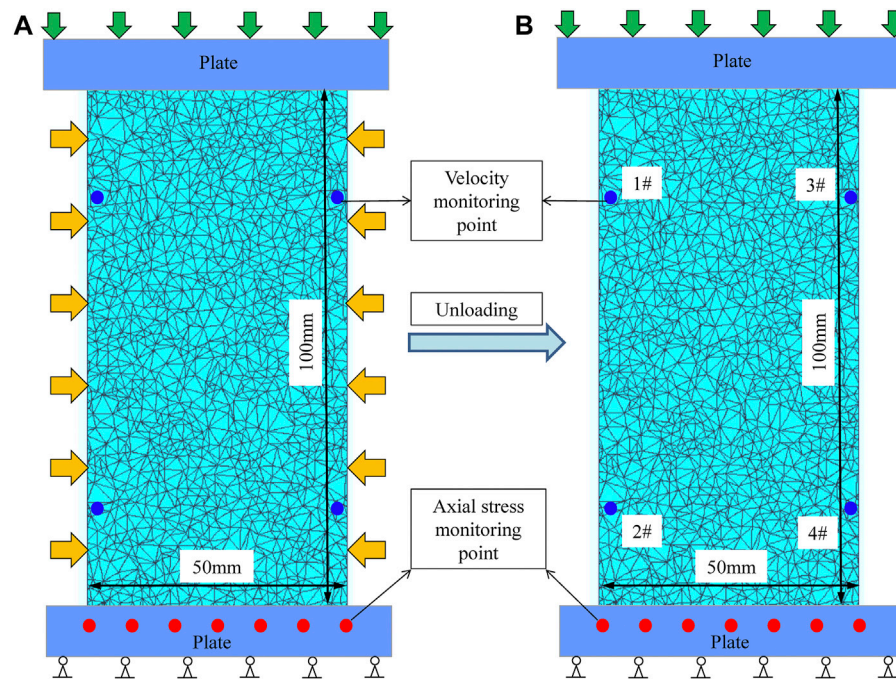 A
Plate
100mm
50mm
Plate
Velocity
monitoring
point
Unloading
Axial stress
monitoring
point
B
Plate
1#
3#
100mm
2#
4#
50mm
Plate